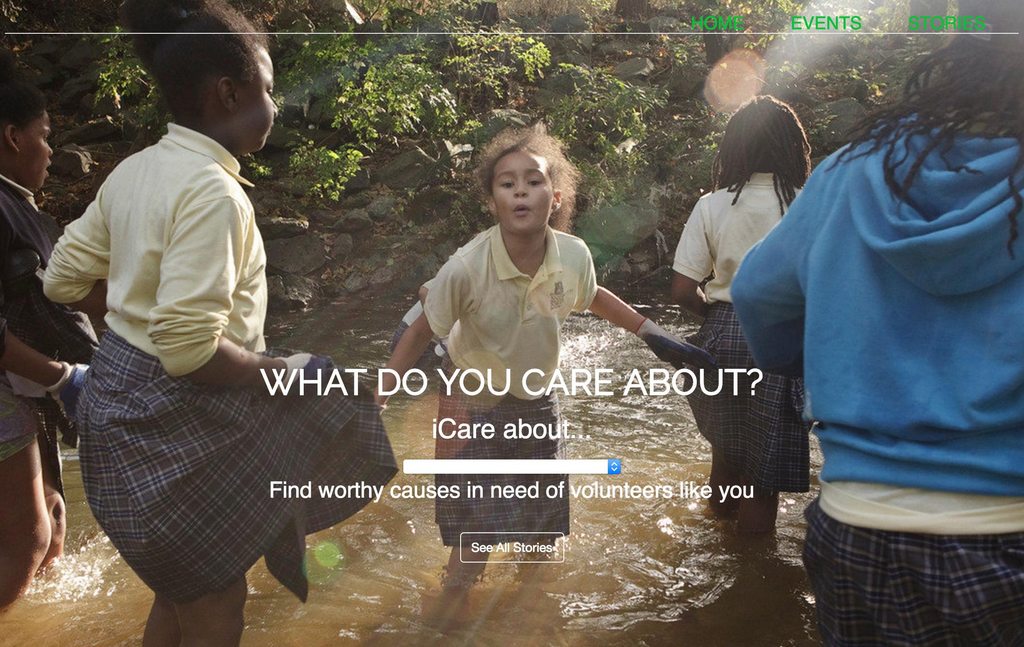 HOME EVENTS STORIES
WHAT DO YOU CARE ABOUT?
iCare about...
Find worthy causes in need of volunteers like you
See All Stories